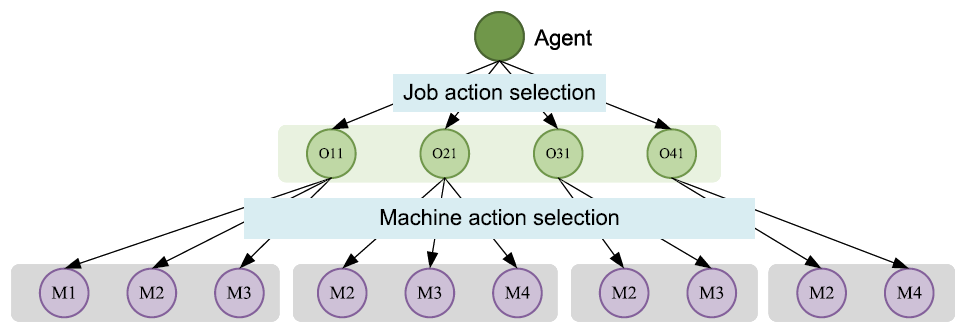 Agent
Job action selection
O11 O21 O31 O41
Machine action selection
M1 M2 M3 M2 M3 M4 M2 M3 M2 M4